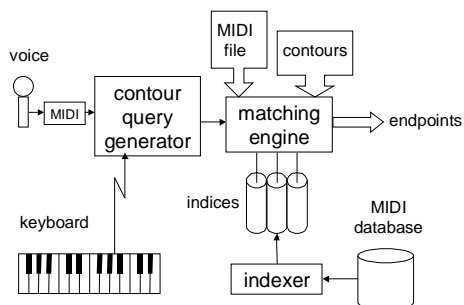 voice
MIDI
contour
query
generator
MIDI
file
contours
matching
engine
endpoints
keyboard
indices
MIDI
database
indexer